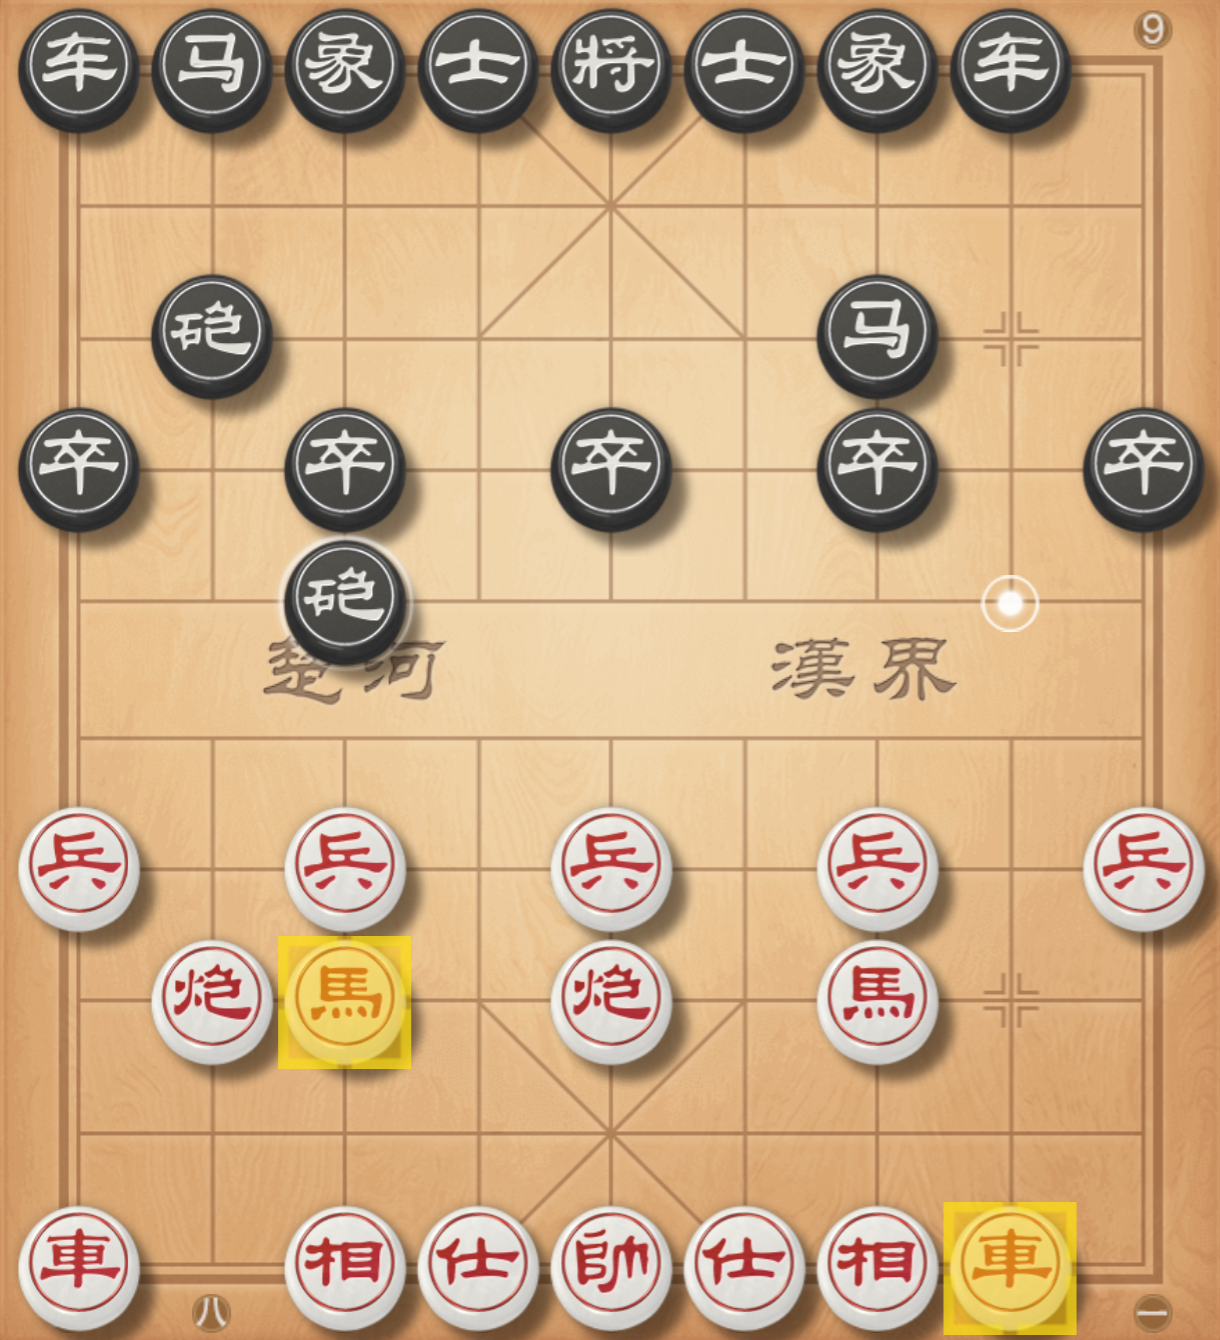 车马象士將士象车 9
砲马
卒卒卒卒卒
砲
楚河 漢界
兵兵兵兵兵
炮馬炮馬
車相仕帥仕相車
八 一